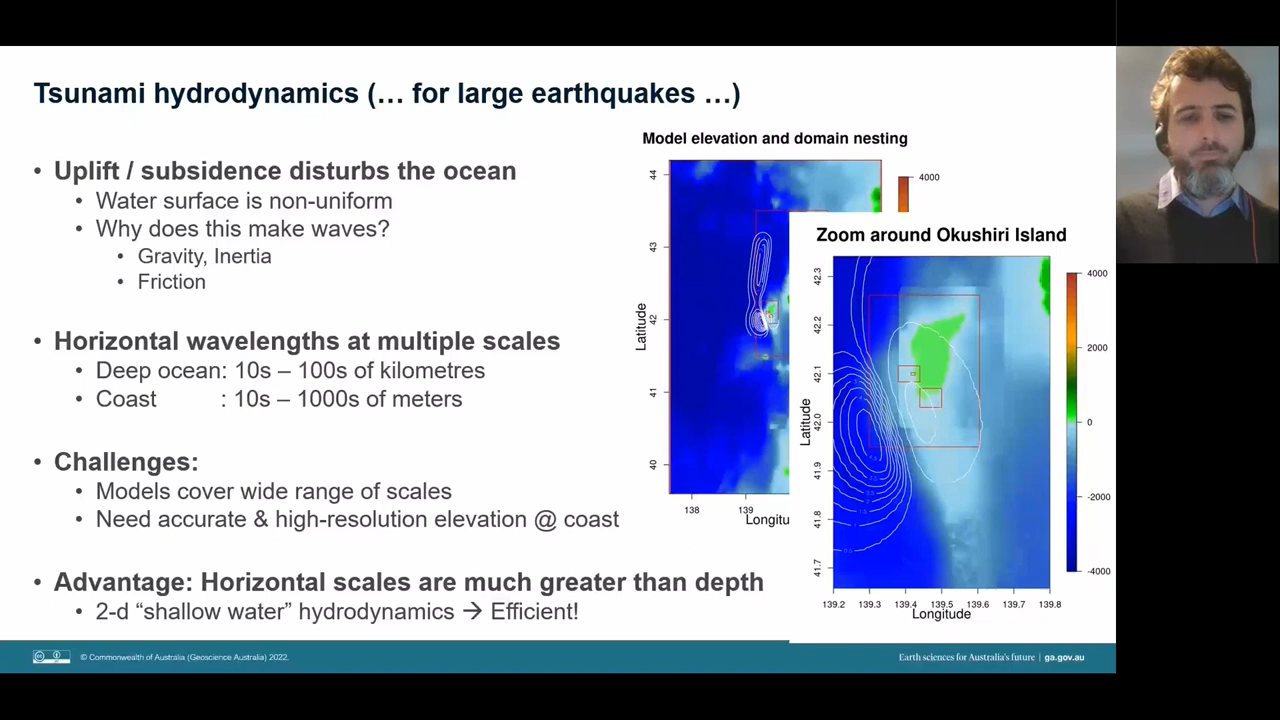 Tsunami hydrodynamics (… for large earthquakes …)
• Uplift / subsidence disturbs the ocean
• Water surface is non-uniform
• Why does this make waves?
• Gravity, Inertia
• Friction
• Horizontal wavelengths at multiple scales
• Deep ocean: 10s – 100s of kilometres
• Coast : 10s – 1000s of meters
• Challenges:
• Models cover wide range of scales
• Need accurate & high-resolution elevation @ coast
• Advantage: Horizontal scales are much greater than depth
• 2-d “shallow water” hydrodynamics → Efficient!
Model elevation and domain nesting
Latitude
44
43
42
41
40
138
139
Longitu
4000
Zoom around Okushiri Island
Latitude
42.3
42.2
42.1
42.0
41.9
41.8
41.7
139.2 139.3 139.4 139.5 139.6 139.7 139.8
Longitude
4000
2000
0
-2000
-4000
© Commonwealth of Australia (Geoscience Australia) 2022.
Earth sciences for Australia's future | ga.gov.au